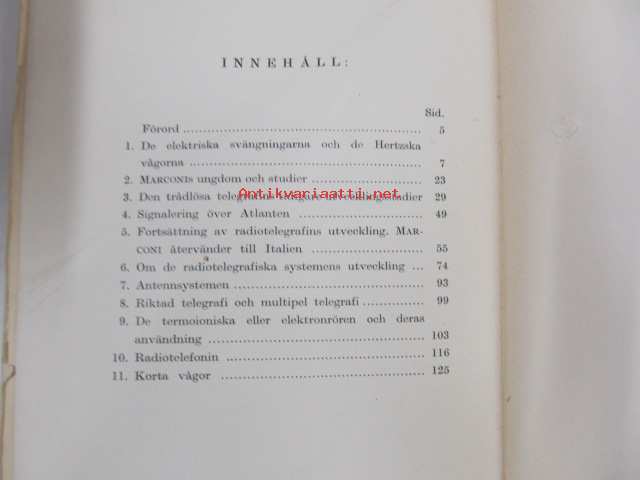 INNEHÅLL:
Sid.
Förord 5
1. De elektriska svängningarna och de Hertzska
vågorna 7
2. MARCONIS ungdom och studier 23
3. Den trådlösa telegrafins utvecklingsstadier 29
Antikvariaatti.net
4. Signalering över Atlanten 49
5. Fortsättning av radiotelegrafins utveckling. MAR-
CONI återvänder till Italien 55
6. Om de radiotelegrafiska systemens utveckling ... 74
7. Antennsystemen 93
8. Riktad telegrafi och multipel telegrafi 99
9. De termoioniska eller elektronrören och deras
användning 103
10. Radiotelefonin 116
11. Korta vågor 125